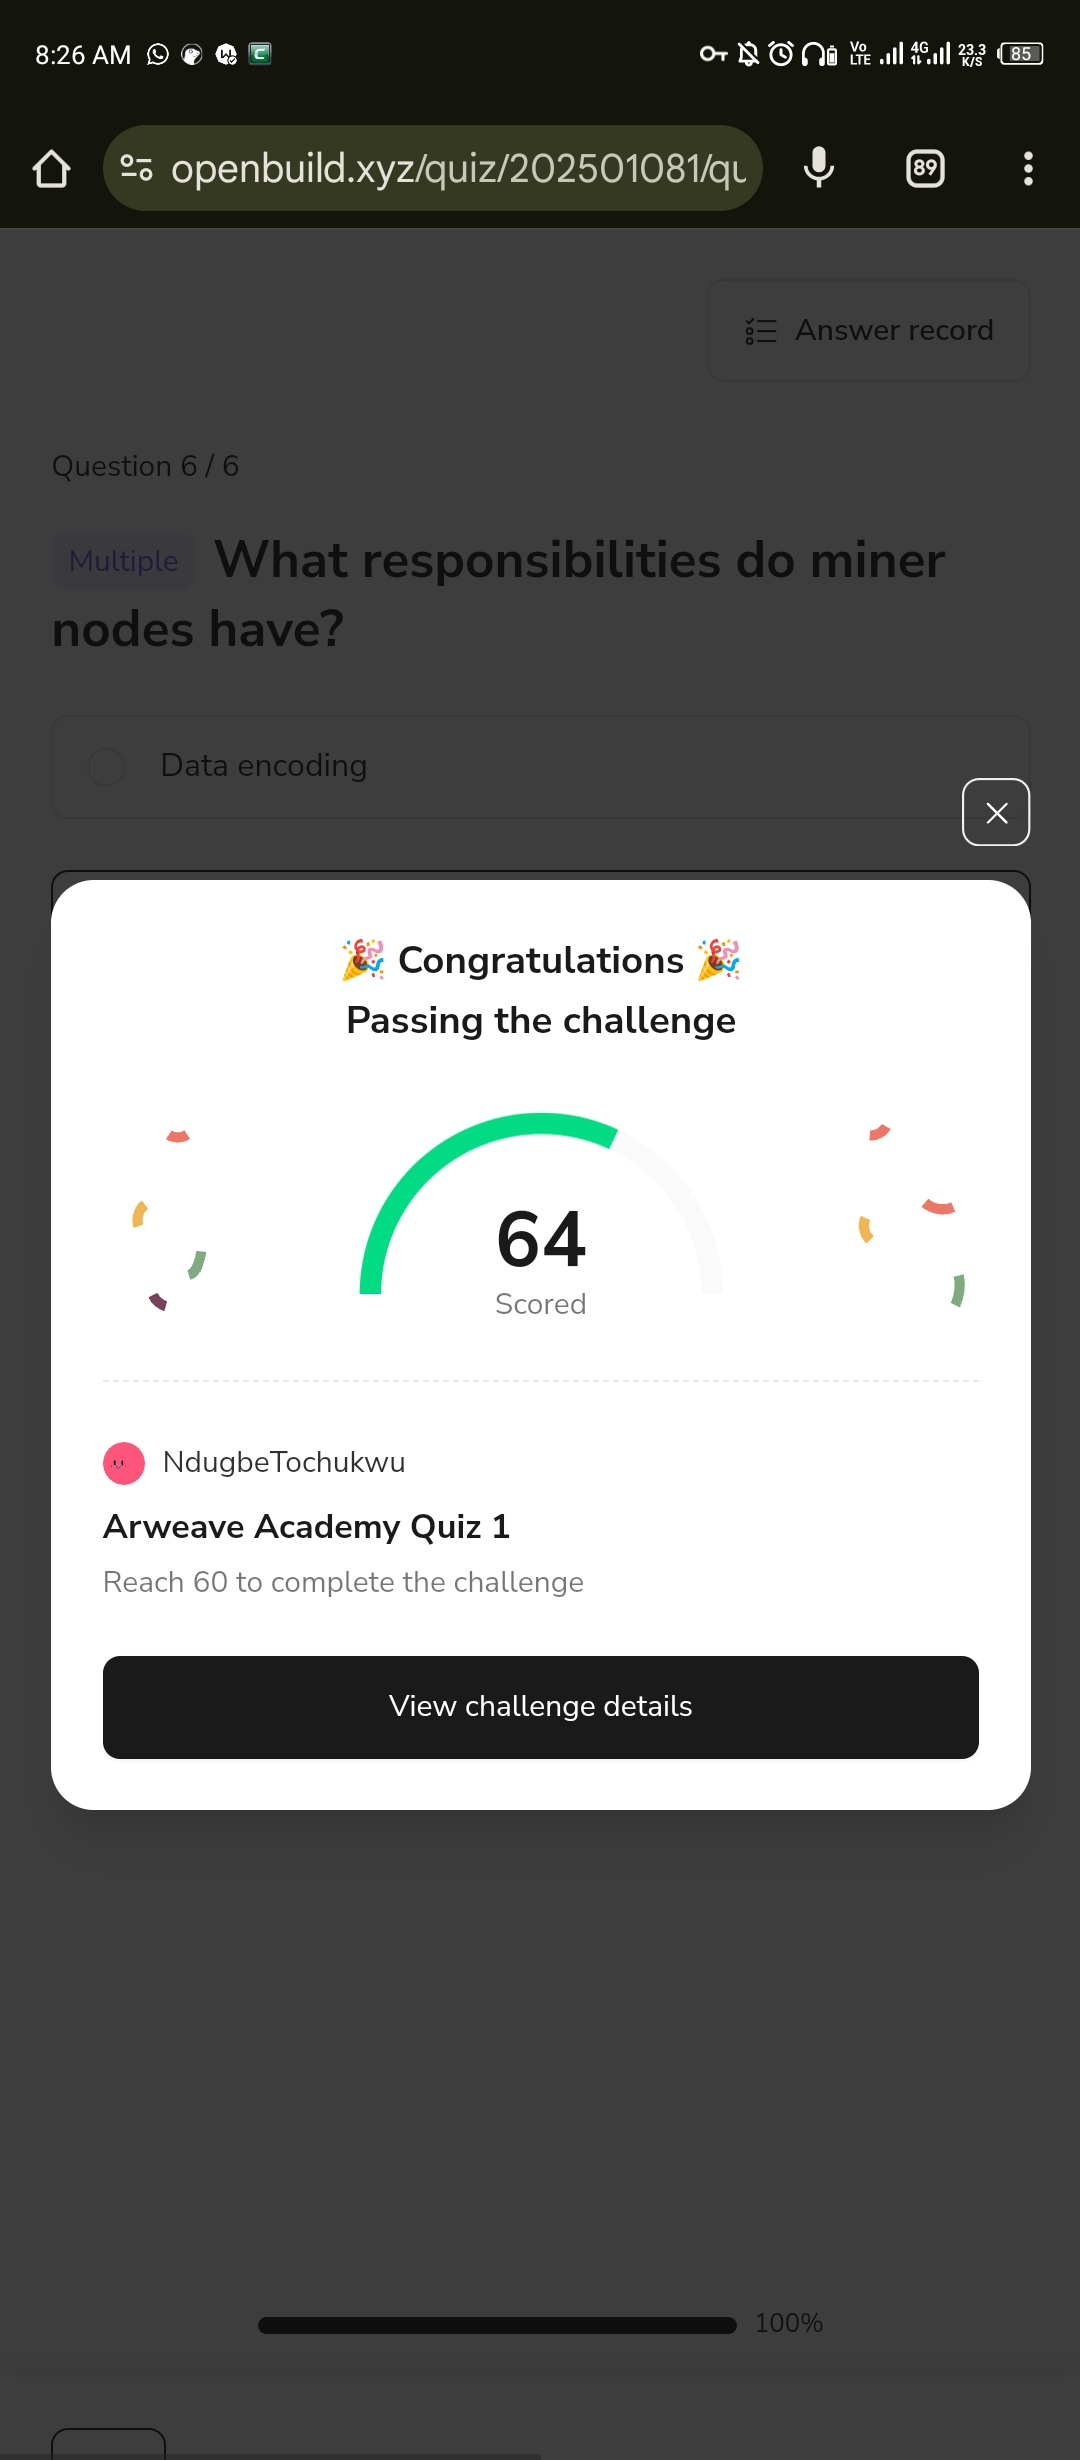 8:26 AM
Vo LTE 4G 23.3 K/S 85
openbuild.xyz/quiz/202501081/qu
89
Answer record
Question 6 / 6
Multiple What responsibilities do miner
nodes have?
Data encoding
🎉 Congratulations 🎉
Passing the challenge
64
Scored
NdugbeTochukwu
Arweave Academy Quiz 1
Reach 60 to complete the challenge
View challenge details
100%